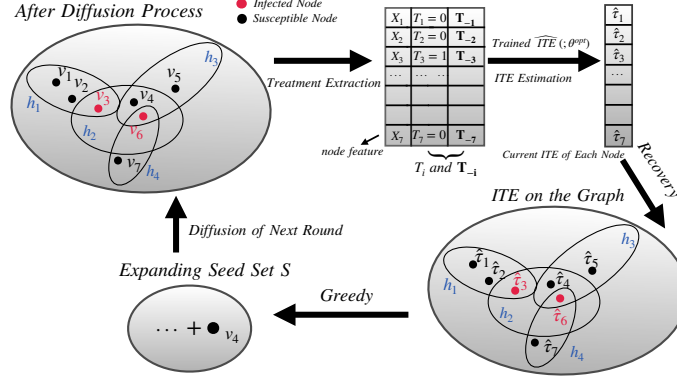 Infected Node
After Diffusion Process
Susceptible Node
v1
v2
v3
v4
v5
v6
v7
h1
h2
h3
h4
Treatment Extraction
X1 T1 = 0 T−1
X2 T2 = 0 T−2
X3 T3 = 1 T−3
... ... ...
X7 T7 = 0 T−7
node feature
Ti and T−i
Trained ITE^(; θ^opt)
ITE Estimation
τ̂1
τ̂2
τ̂3
...
τ̂7
Current ITE of Each Node
Recovery
ITE on the Graph
τ̂1
τ̂2
τ̂3
τ̂4
τ̂5
τ̂6
τ̂7
h1
h2
h3
h4
Greedy
Expanding Seed Set S
... + v4
Diffusion of Next Round